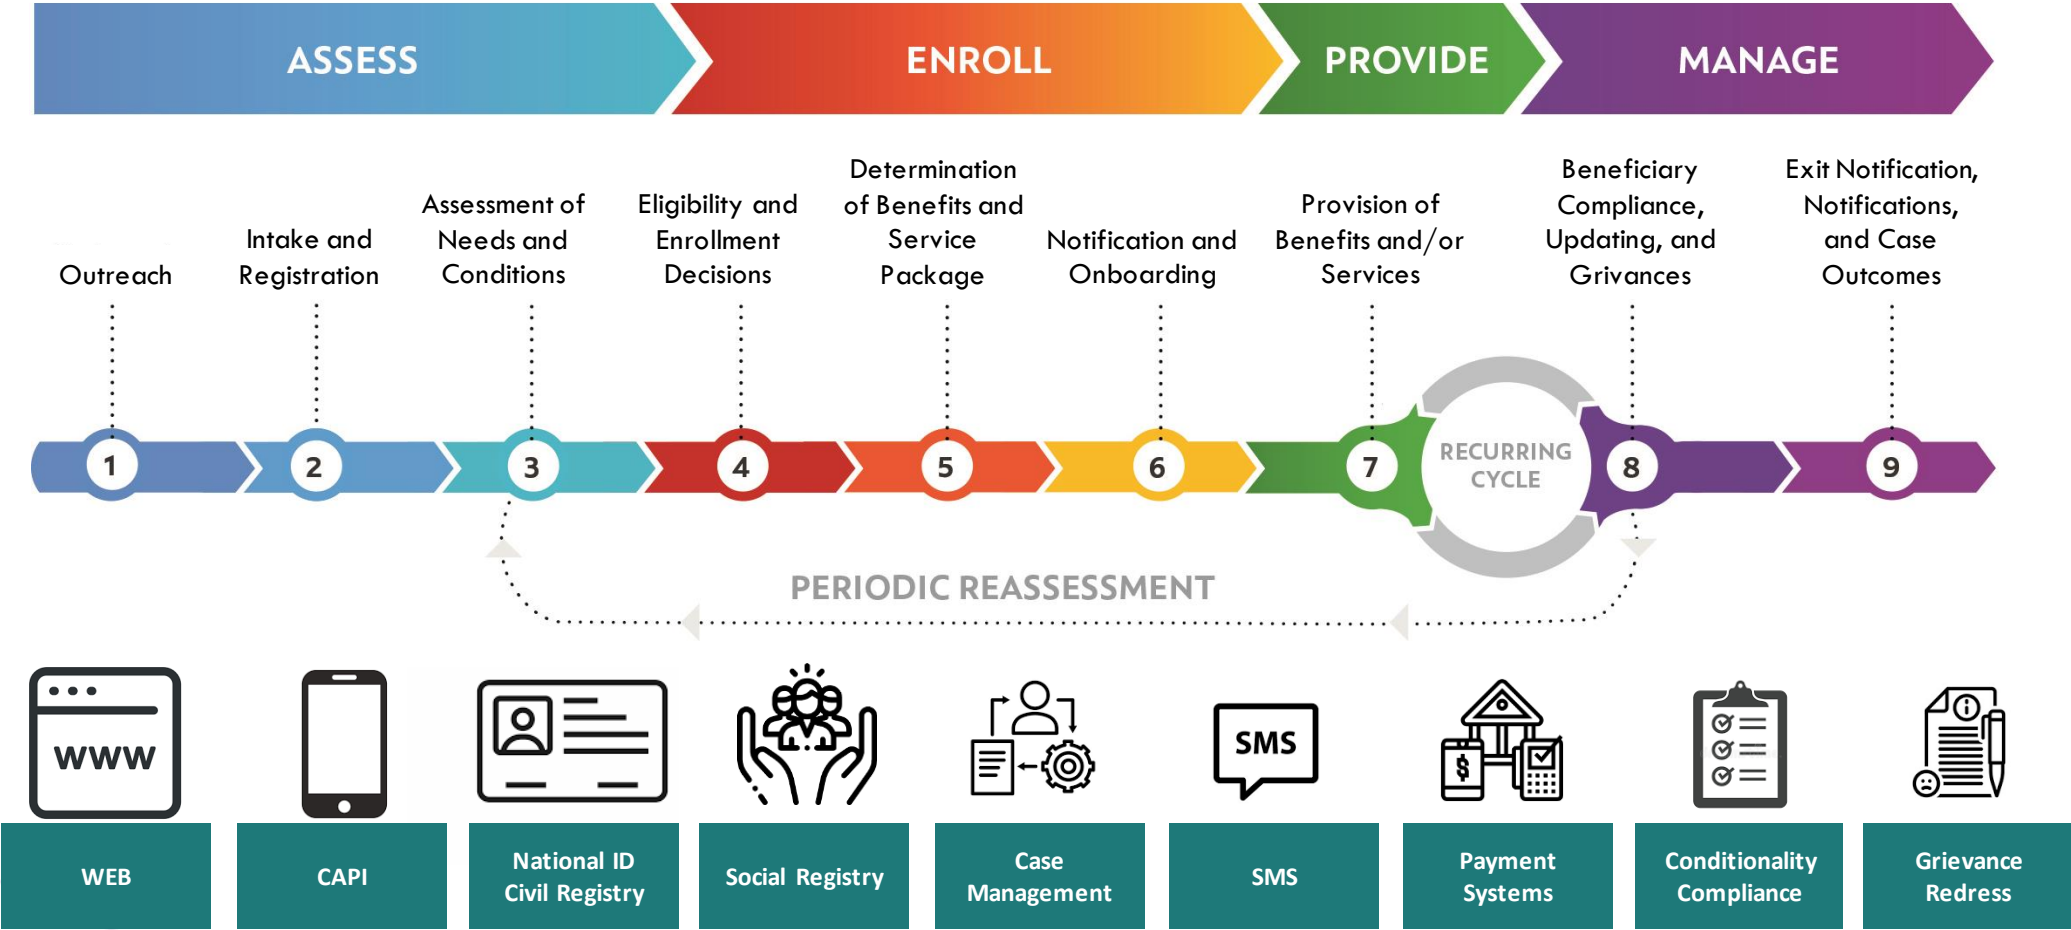 ASSESS
ENROLL
PROVIDE
MANAGE
Outreach
Intake and
Registration
Assessment of
Needs and
Conditions
Eligibility and
Enrollment
Decisions
Determination
of Benefits and
Service
Package
Notification and
Onboarding
Provision of
Benefits and/or
Services
Beneficiary
Compliance,
Updating, and
Grivances
Exit Notification,
Notifications,
and Case
Outcomes
1
2
3
4
5
6
7
RECURRING
CYCLE
8
9
PERIODIC REASSESSMENT
WWW
SMS
$
WEB
CAPI
National ID
Civil Registry
Social Registry
Case
Management
SMS
Payment
Systems
Conditionality
Compliance
Grievance
Redress